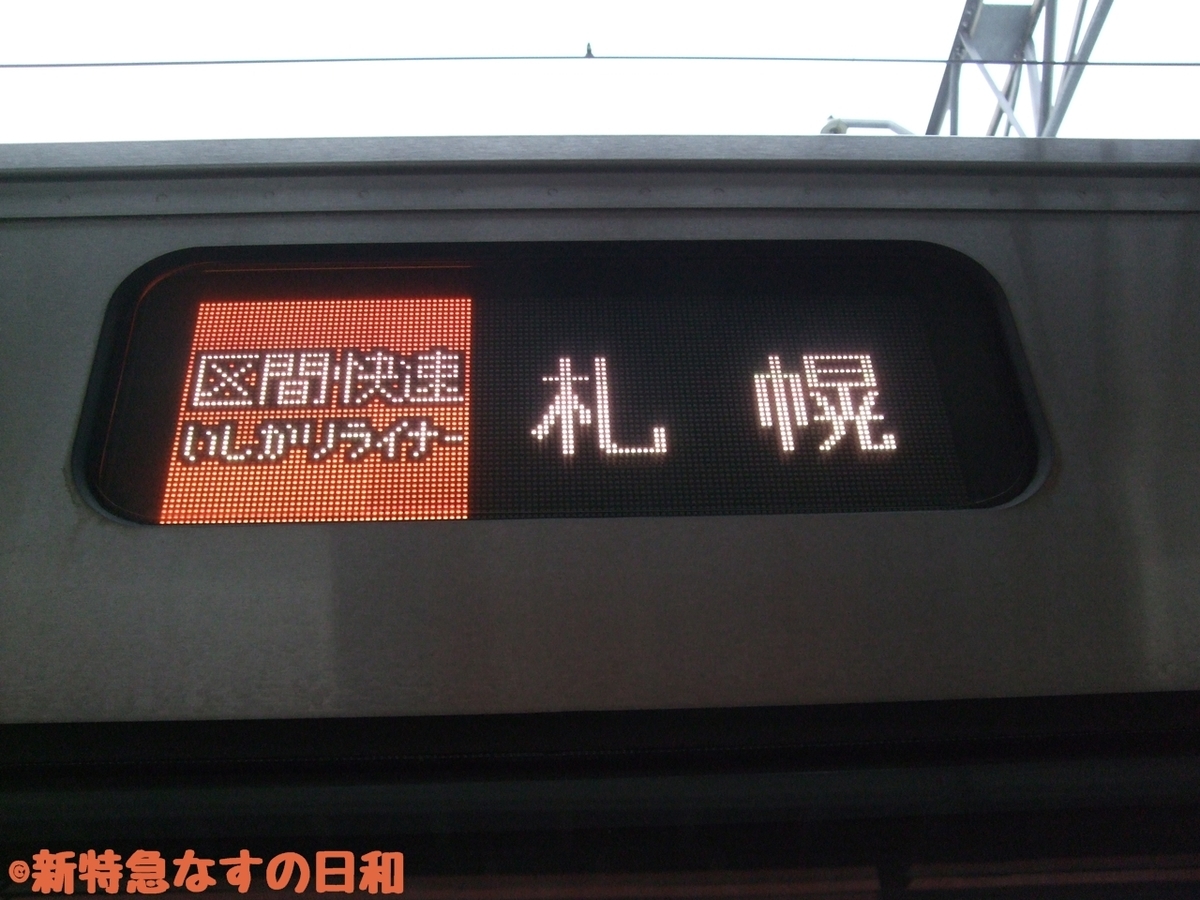 区間快速
いしかりライナー
札幌
©新特急なすの日和